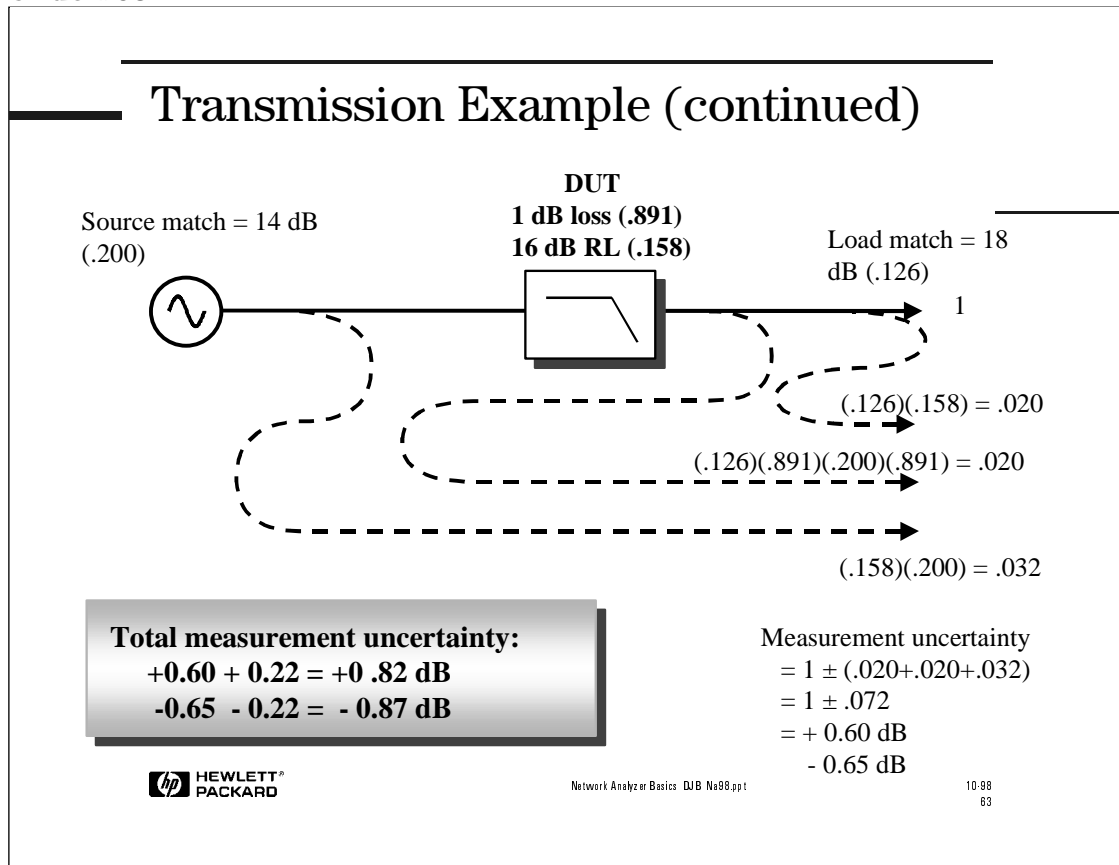 Transmission Example (continued)
DUT
1 dB loss (.891)
16 dB RL (.158)
Source match = 14 dB
(.200)
Load match = 18
dB (.126)
1
(.126)(.158) = .020
(.126)(.891)(.200)(.891) = .020
(.158)(.200) = .032
Total measurement uncertainty:
+0.60 + 0.22 = +0 .82 dB
-0.65 - 0.22 = - 0.87 dB
Measurement uncertainty
= 1 ± (.020+.020+.032)
= 1 ± .072
= + 0.60 dB
- 0.65 dB
hp HEWLETT®
PACKARD
Network Analyzer Basics DJB Na98.ppt
10-98
63